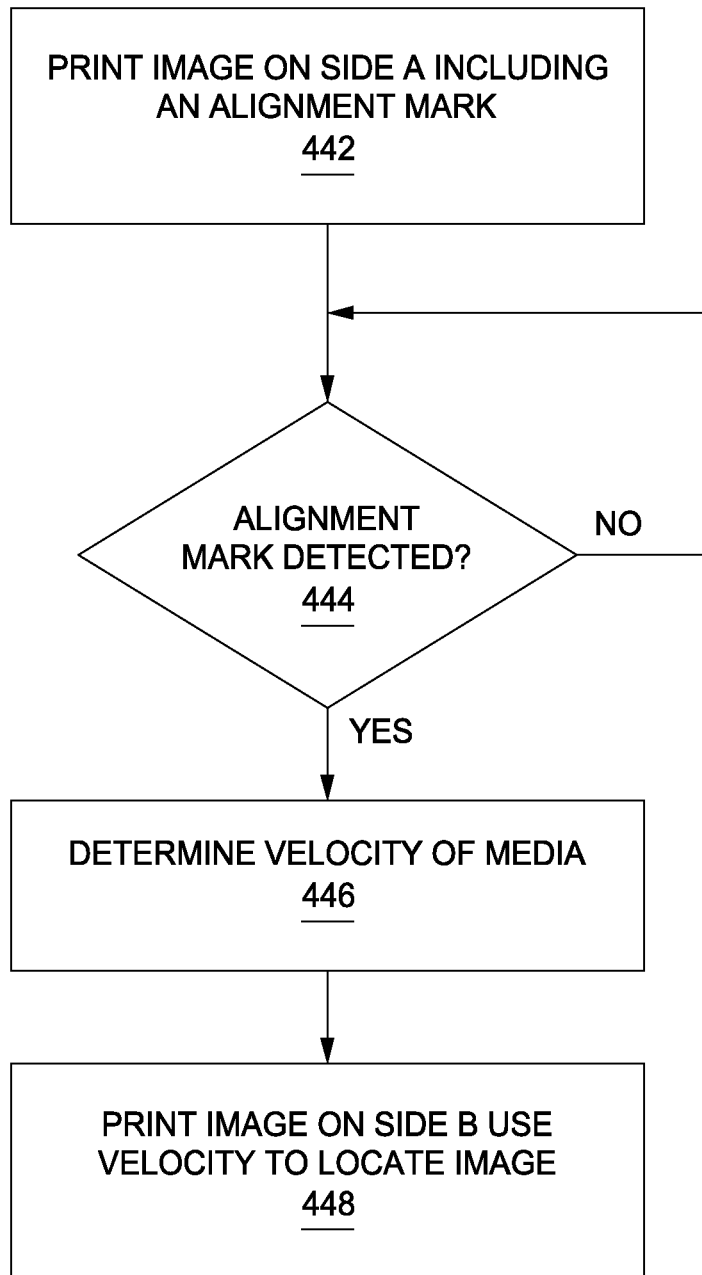 PRINT IMAGE ON SIDE A INCLUDING
AN ALIGNMENT MARK
442
ALIGNMENT
MARK DETECTED?
444
NO
YES
DETERMINE VELOCITY OF MEDIA
446
PRINT IMAGE ON SIDE B USE
VELOCITY TO LOCATE IMAGE
448